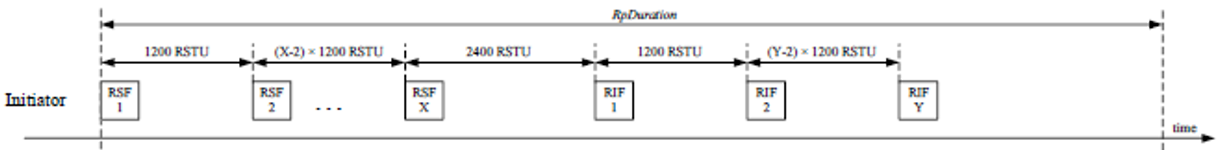 RpDuration
1200 RSTU
(X-2) × 1200 RSTU
2400 RSTU
1200 RSTU
(Y-2) × 1200 RSTU
Initiator
RSF
1
RSF
2
- - -
RSF
X
RIF
1
RIF
2
RIF
Y
time